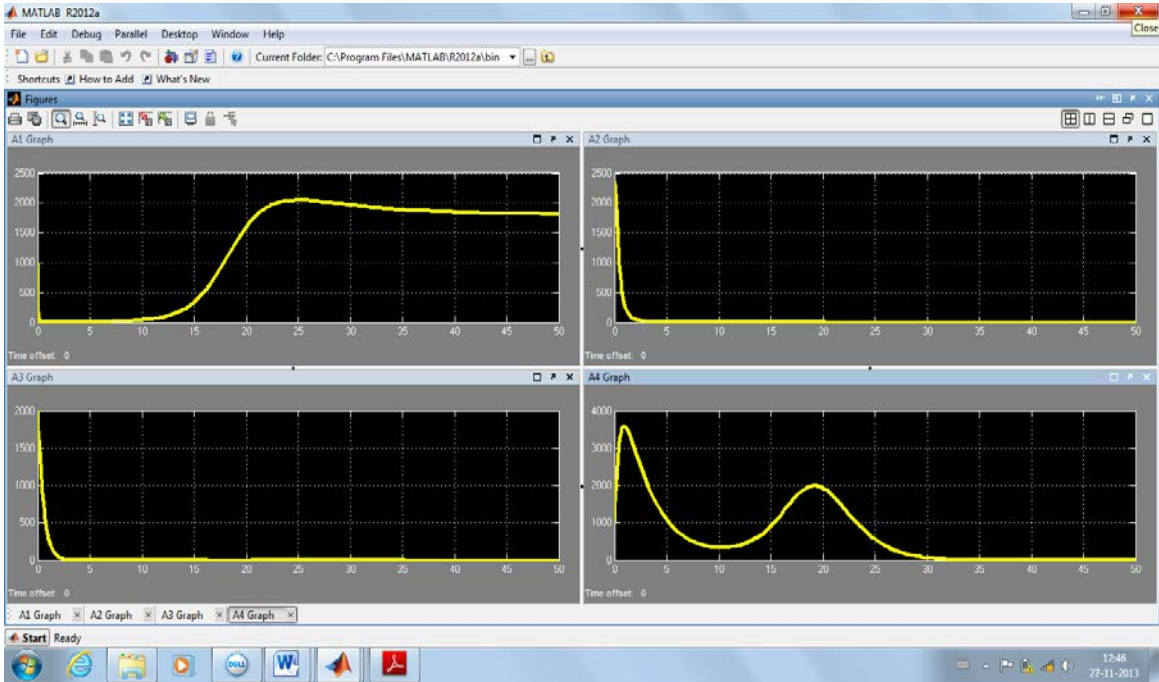 MATLAB R2012a
File Edit Debug Parallel Desktop Window Help
Close
Current Folder: C:\Program Files\MATLAB\R2012a\bin
Shortcuts How to Add What's New
Figures
A1 Graph
2500
2000
1500
1000
500
0
0 5 10 15 20 25 30 35 40 45 50
Time offset: 0
A2 Graph
2500
2000
1500
1000
500
0
0 5 10 15 20 25 30 35 40 45 50
Time offset: 0
A3 Graph
2000
1500
1000
500
0
0 5 10 15 20 25 30 35 40 45 50
Time offset: 0
A4 Graph
4000
3000
2000
1000
0
0 5 10 15 20 25 30 35 40 45 50
Time offset: 0
A1 Graph A2 Graph A3 Graph A4 Graph
Start Ready
DELL W
12:46
27-11-2013